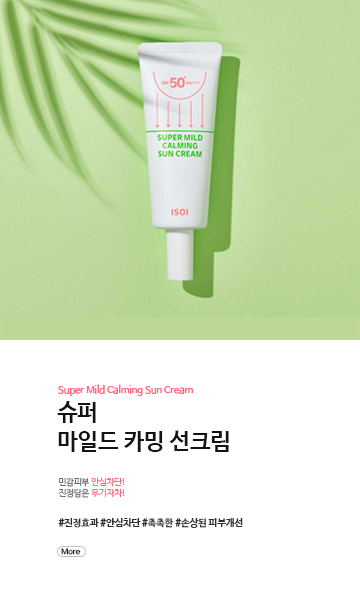 SPF 50+ PA+++
SUPER MILD
CALMING
SUN CREAM
ISOI
Super Mild Calming Sun Cream
슈퍼
마일드 카밍 선크림
민감피부 안심차단!
진정담은 무기자차!
#진정효과 #안심차단 #촉촉한 #손상된 피부개선
More